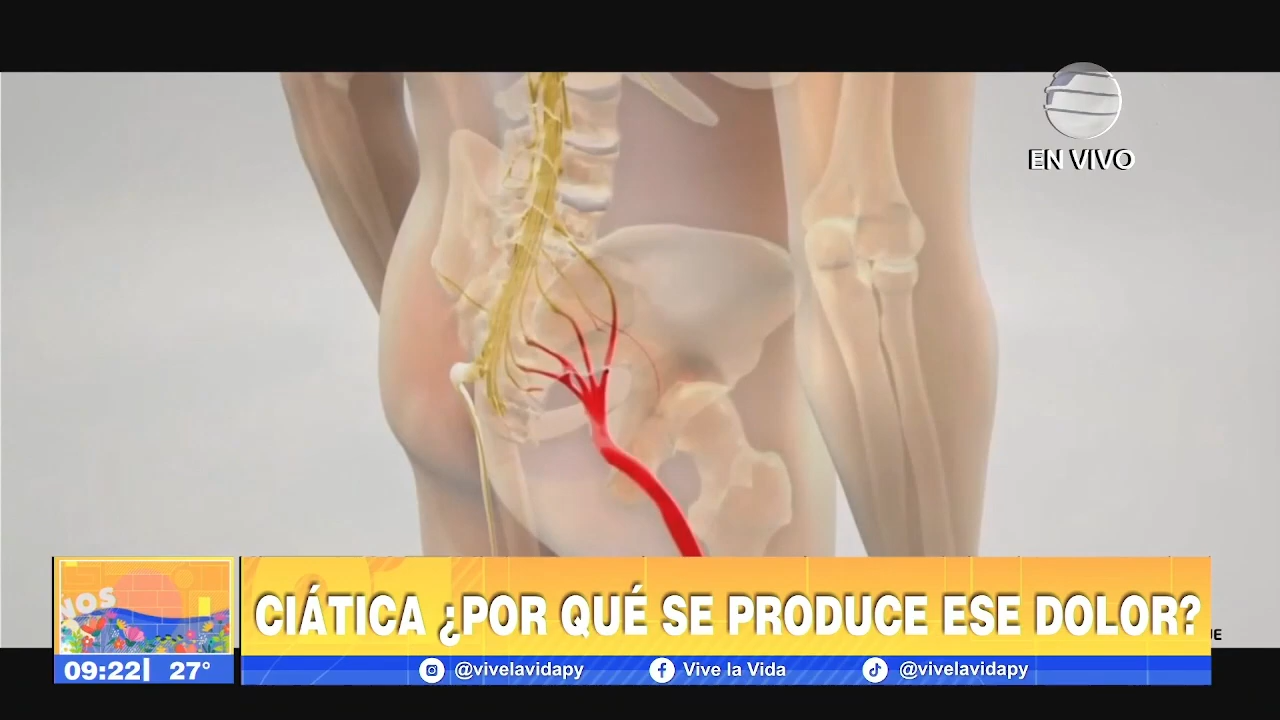 EN VIVO
CIÁTICA ¿POR QUÉ SE PRODUCE ESE DOLOR?
09:22 27°
@vivelavidapy Vive la Vida @vivelavidapy